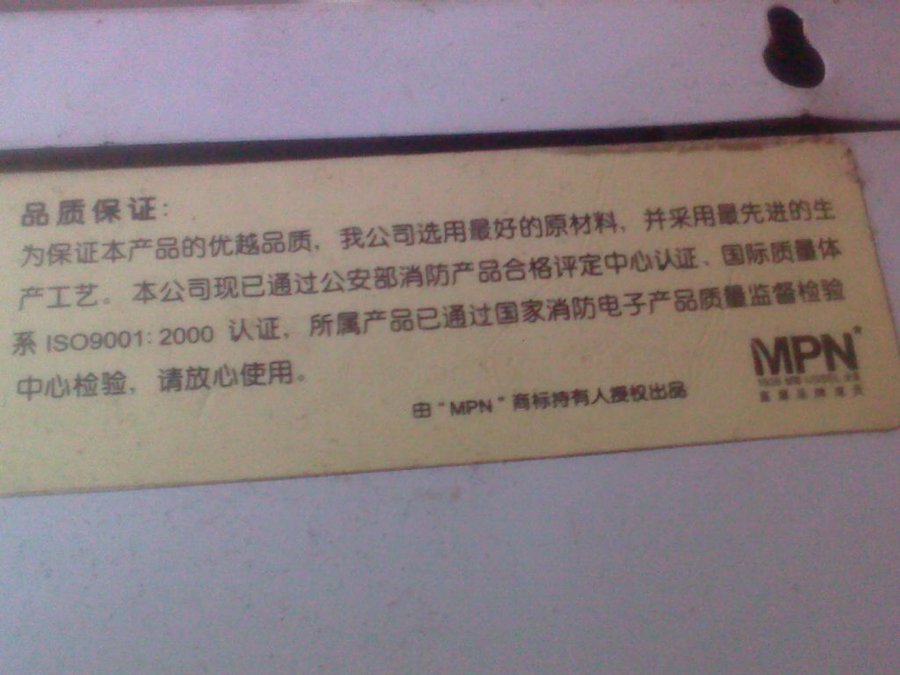 品质保证：
为保证本产品的优越品质，我公司选用最好的原材料，并采用最先进的生
产工艺。本公司现已通过公安部消防产品合格评定中心认证、国际质量体
系 ISO9001: 2000 认证，所属产品已通过国家消防电子产品质量监督检验
中心检验，请放心使用。
由“MPN”商标持有人授权出品
MPN